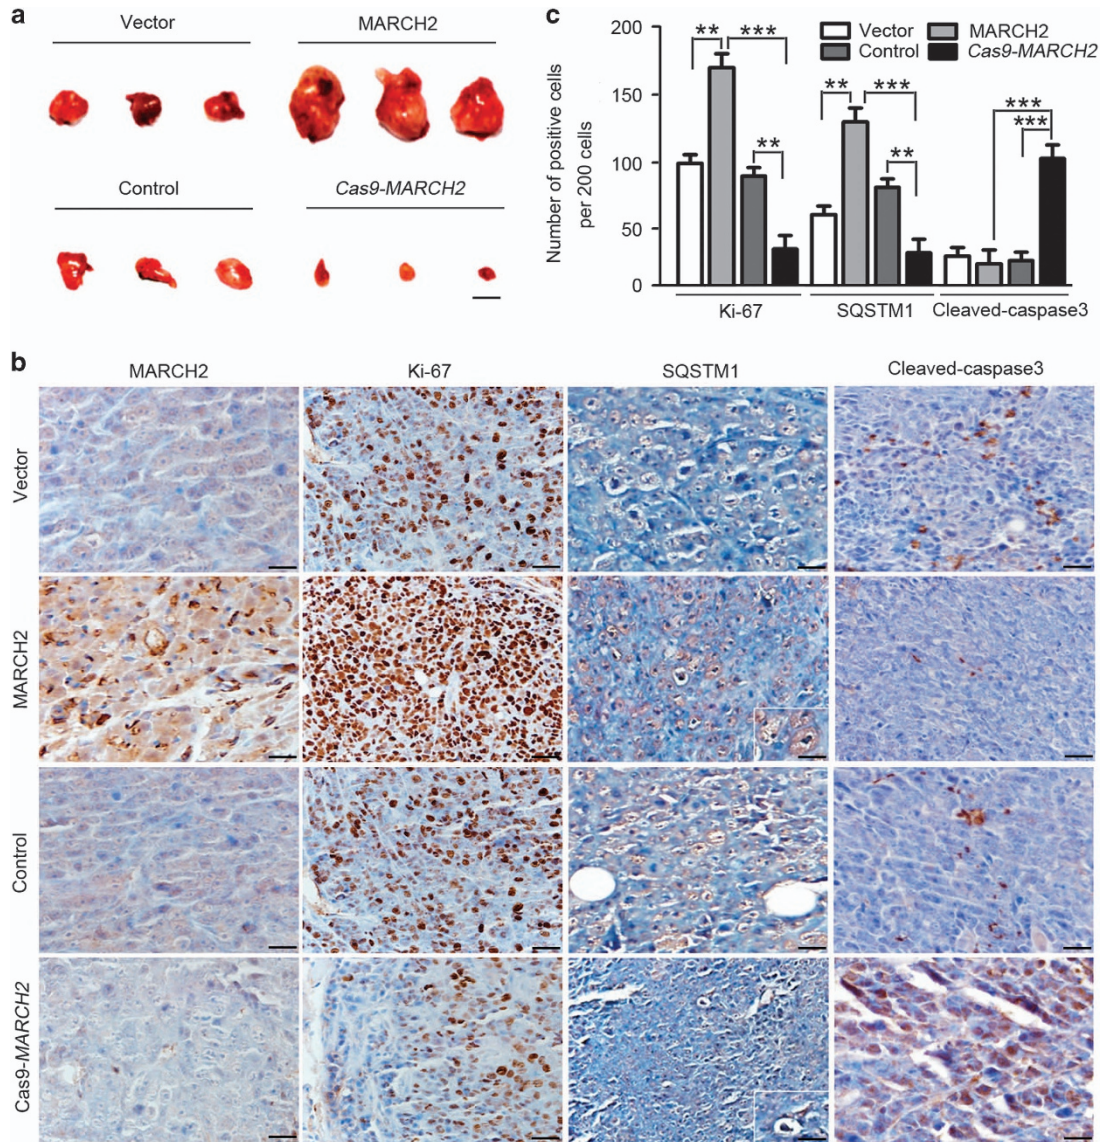 a
Vector MARCH2
Control Cas9-MARCH2
c
Number of positive cells
per 200 cells
200
150
100
50
0
Vector MARCH2
Control Cas9-MARCH2
** ***
** ***
***
***
** **
Ki-67 SQSTM1 Cleaved-caspase3
b
MARCH2 Ki-67 SQSTM1 Cleaved-caspase3
Vector
MARCH2
Control
Cas9-MARCH2